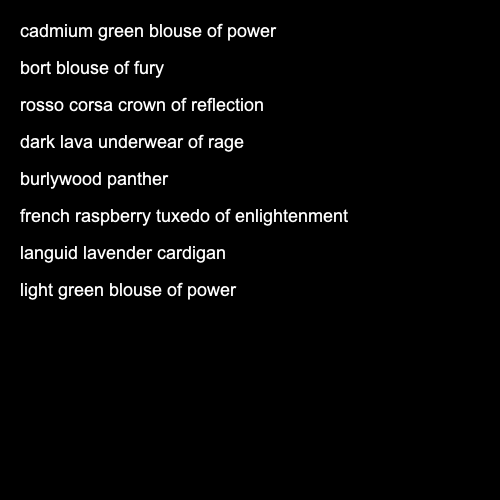 cadmium green blouse of power
bort blouse of fury
rosso corsa crown of reflection
dark lava underwear of rage
burlywood panther
french raspberry tuxedo of enlightenment
languid lavender cardigan
light green blouse of power